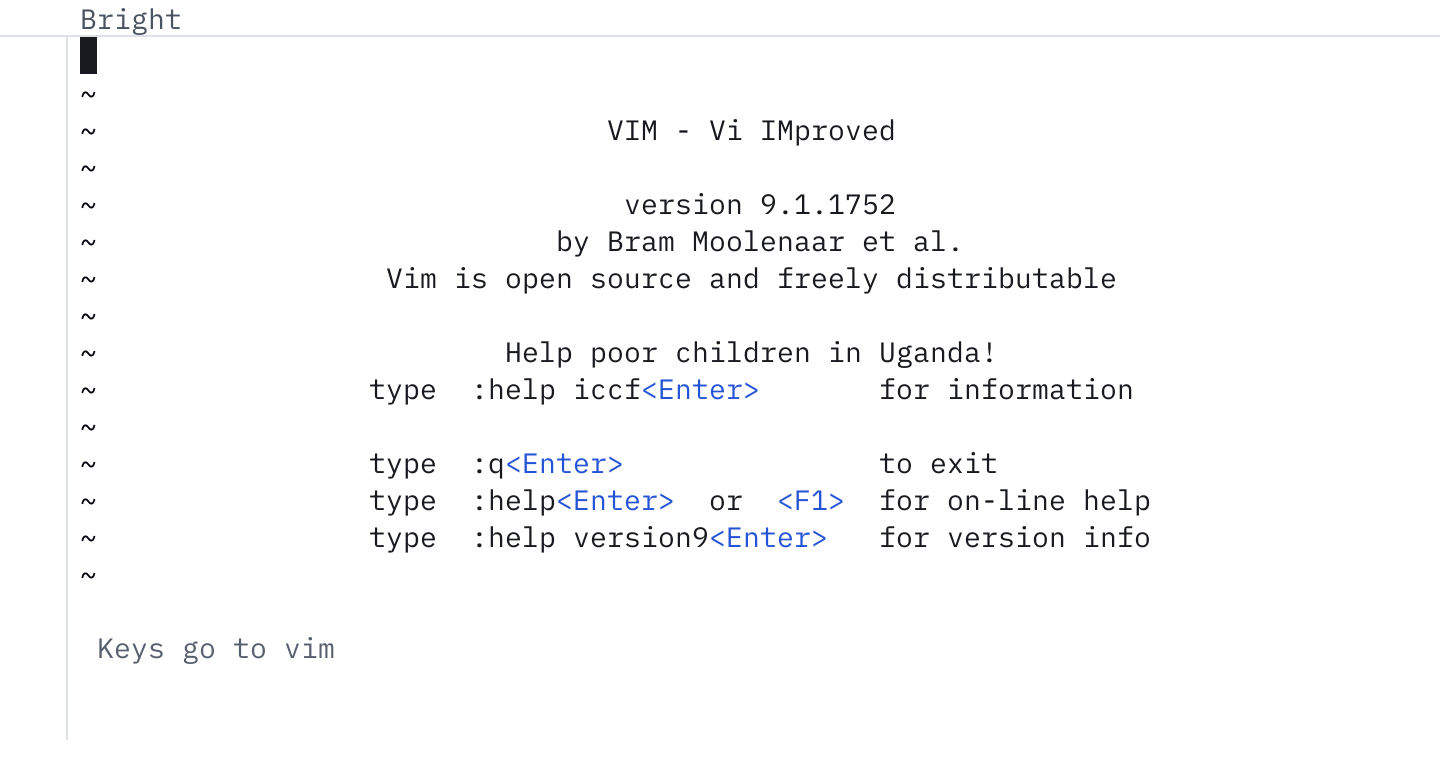 Bright
~
~ VIM - Vi IMproved
~
~ version 9.1.1752
~ by Bram Moolenaar et al.
~ Vim is open source and freely distributable
~
~ Help poor children in Uganda!
~ type  :help iccf<Enter>       for information
~
~ type  :q<Enter>               to exit
~ type  :help<Enter>  or  <F1>  for on-line help
~ type  :help version9<Enter>   for version info
~
Keys go to vim